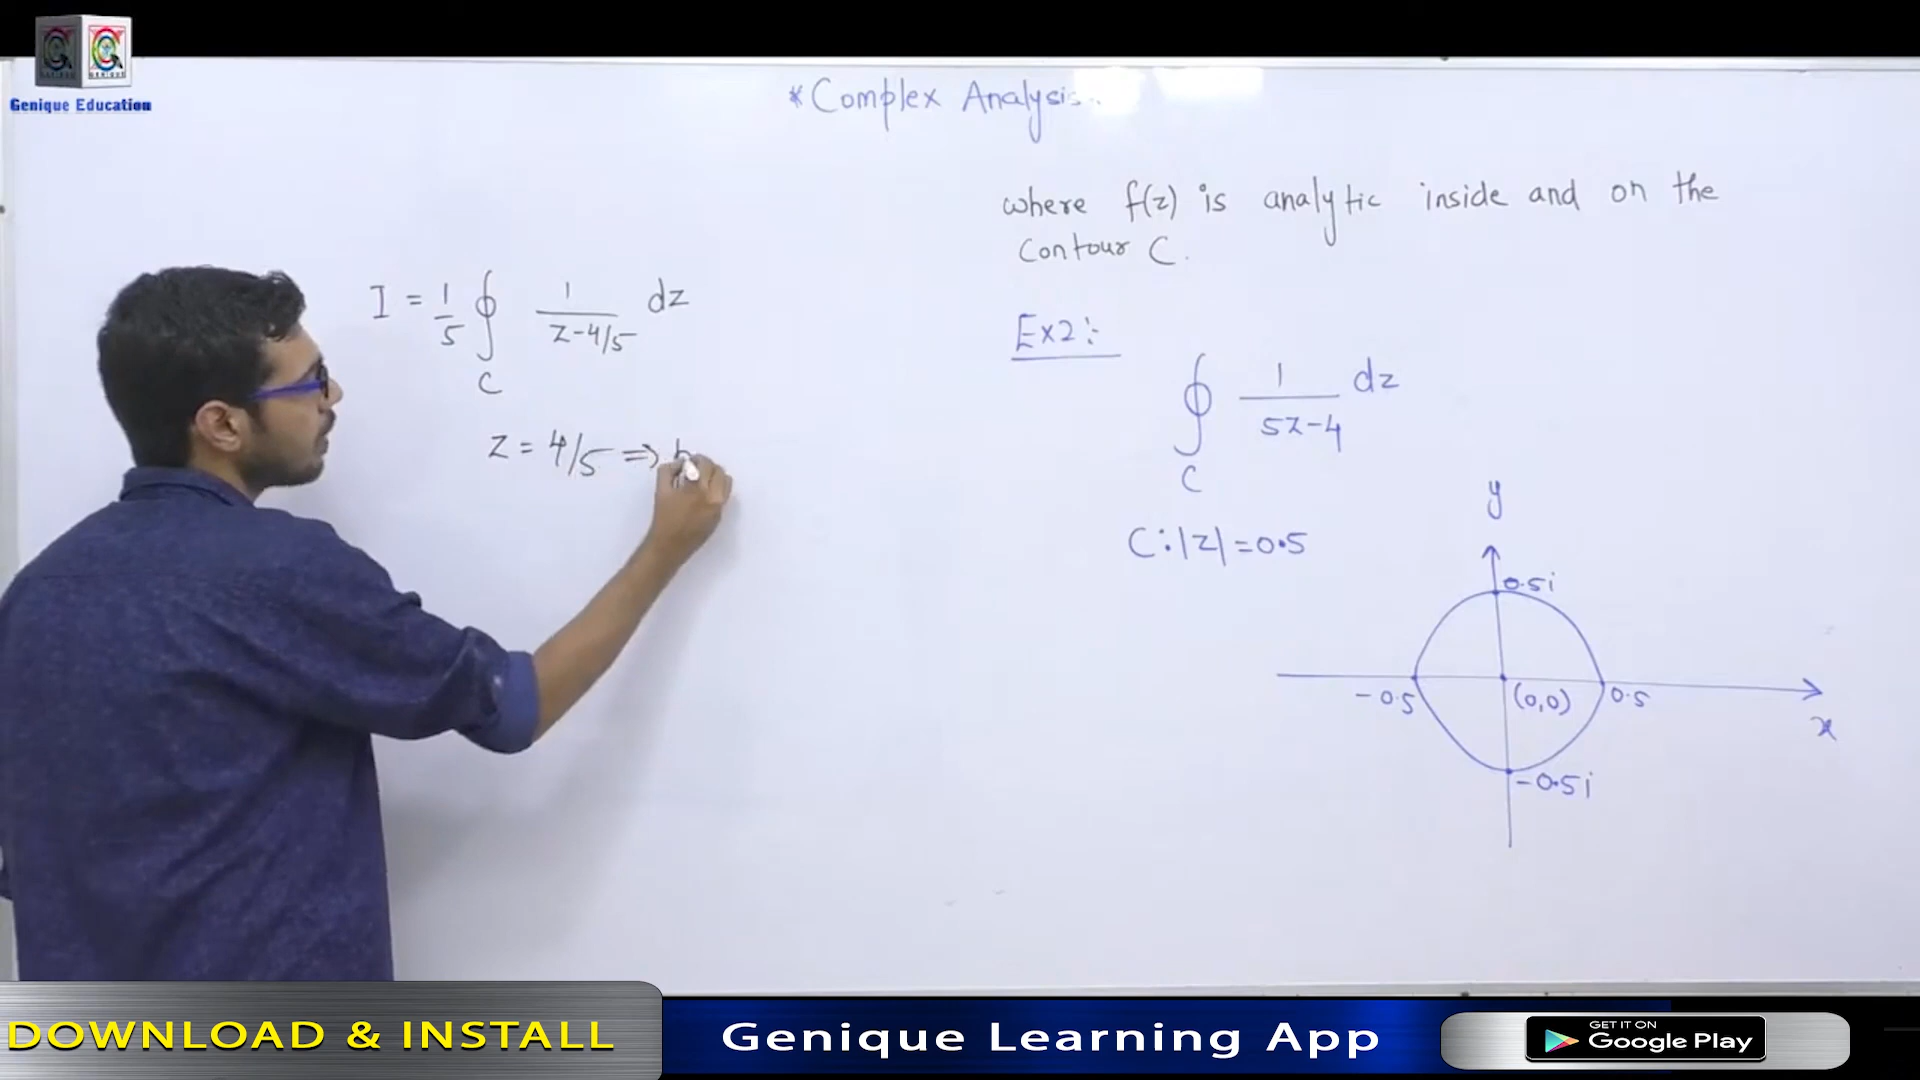 GENIQUE GENIQUE
Genique Education
*Complex Analysis
where f(z) is analytic inside and on the
contour C.
I = 1/5 ∮ 1/(z-4/5) dz
C
z = 4/5 ⇒
Ex2:-
∮ 1/(5z-4) dz
C
C:|z|=0.5
y
0.5i
-0.5
(0,0)
0.5
x
-0.5i
DOWNLOAD & INSTALL
Genique Learning App
GET IT ON
Google Play